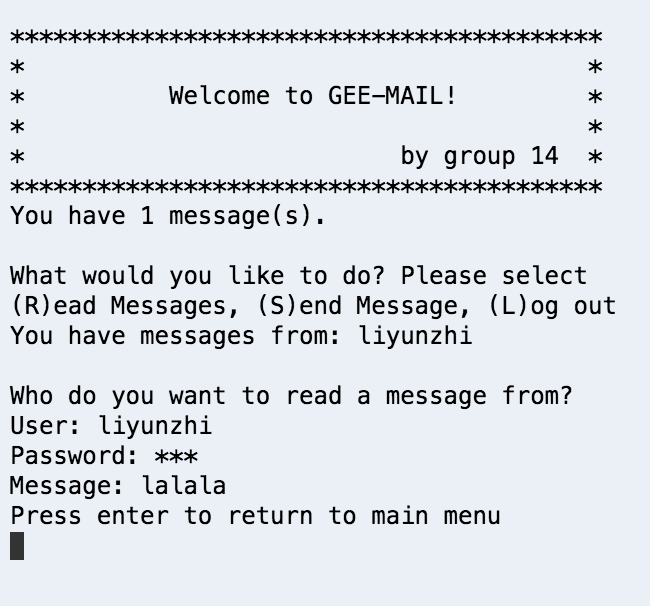 *****************************************
*                                       *
*          Welcome to GEE-MAIL!         *
*                                       *
*                          by group 14  *
*****************************************
You have 1 message(s).
What would you like to do? Please select
(R)ead Messages, (S)end Message, (L)og out
You have messages from: liyunzhi
Who do you want to read a message from?
User: liyunzhi
Password: ***
Message: lalala
Press enter to return to main menu